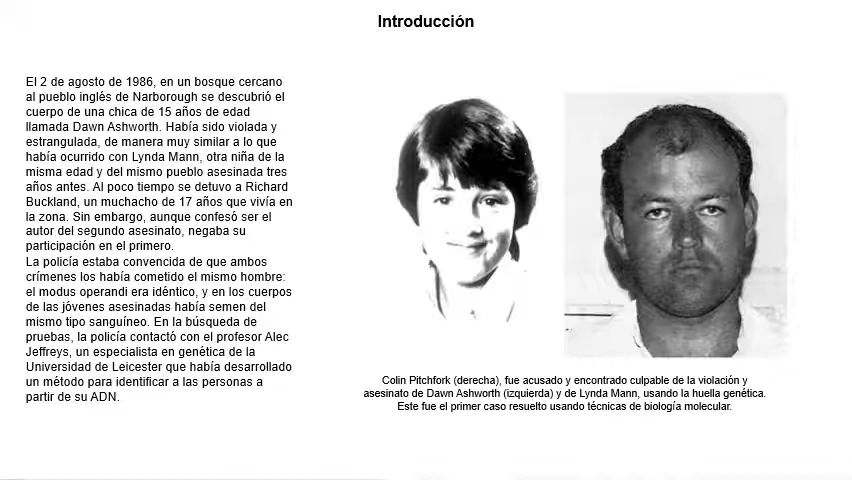 Introducción
El 2 de agosto de 1986, en un bosque cercano
al pueblo inglés de Narborough se descubrió el
cuerpo de una chica de 15 años de edad
llamada Dawn Ashworth. Había sido violada y
estrangulada, de manera muy similar a lo que
había ocurrido con Lynda Mann, otra niña de la
misma edad y del mismo pueblo asesinada tres
años antes. Al poco tiempo se detuvo a Richard
Buckland, un muchacho de 17 años que vivía en
la zona. Sin embargo, aunque confesó ser el
autor del segundo asesinato, negaba su
participación en el primero.
La policía estaba convencida de que ambos
crímenes los había cometido el mismo hombre:
el modus operandi era idéntico, y en los cuerpos
de las jóvenes asesinadas había semen del
mismo tipo sanguíneo. En la búsqueda de
pruebas, la policía contactó con el profesor Alec
Jeffreys, un especialista en genética de la
Universidad de Leicester que había desarrollado
un método para identificar a las personas a
partir de su ADN.
Colin Pitchfork (derecha), fue acusado y encontrado culpable de la violación y
asesinato de Dawn Ashworth (izquierda) y de Lynda Mann, usando la huella genética.
Este fue el primer caso resuelto usando técnicas de biología molecular.